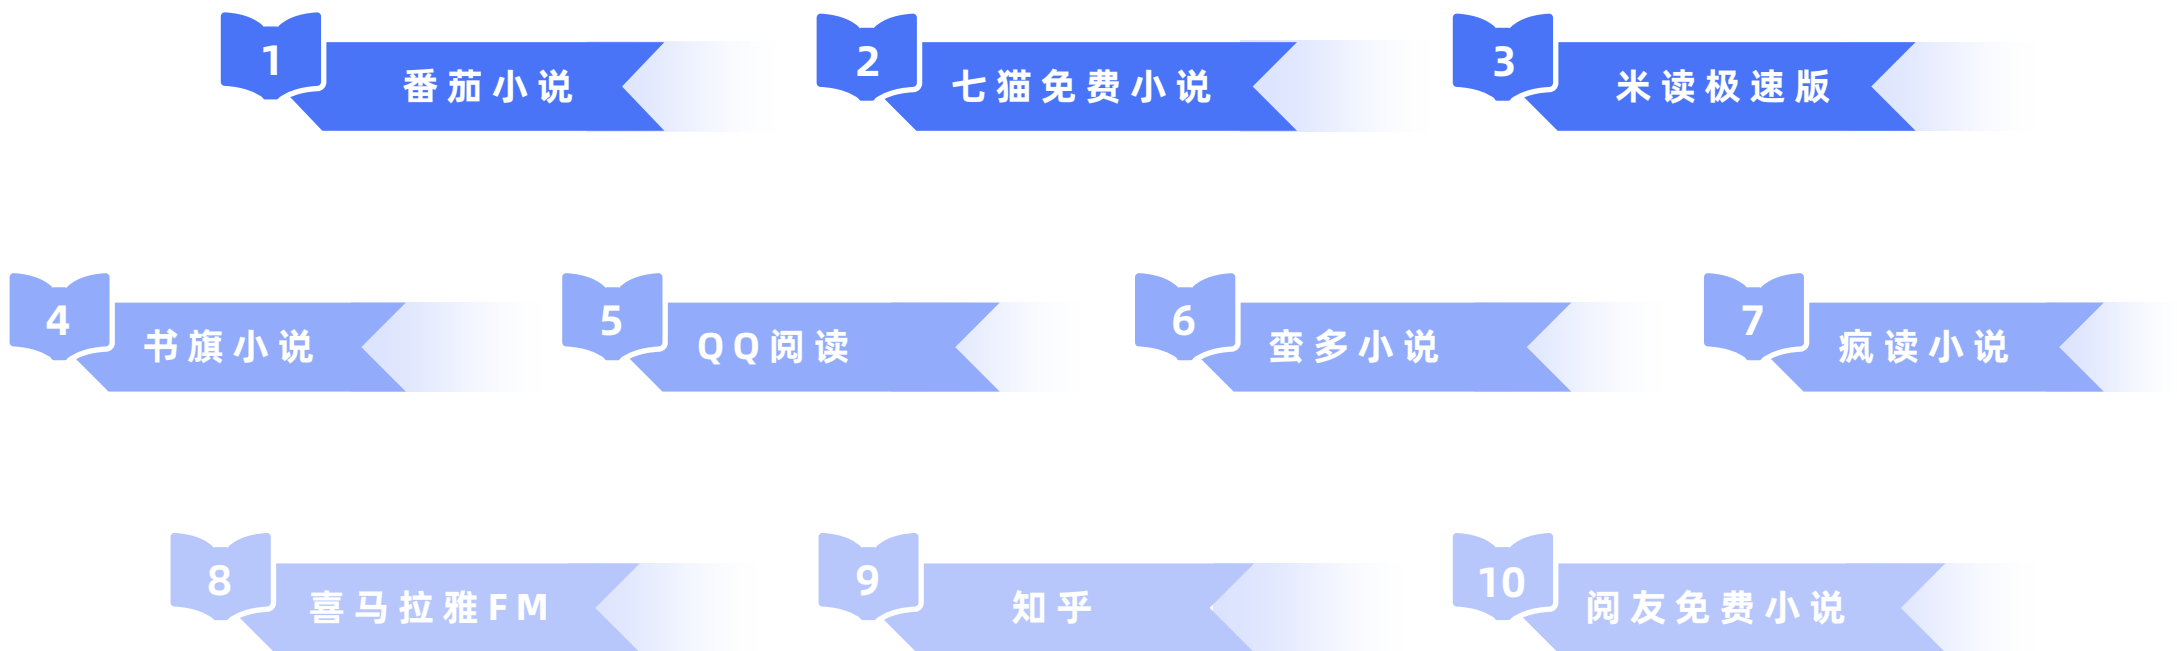 1
番茄小说
2
七猫免费小说
3
米读极速版
4
书旗小说
5
QQ阅读
6
蛮多小说
7
疯读小说
8
喜马拉雅FM
9
知乎
10
阅友免费小说